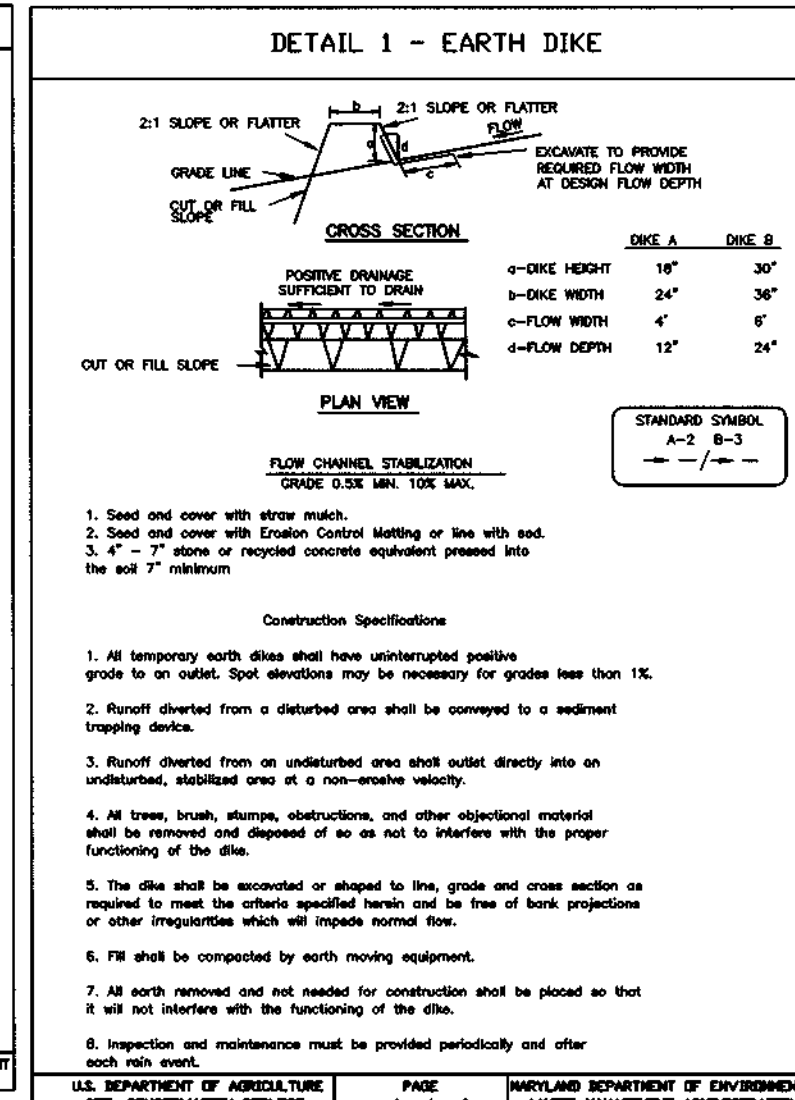 DETAIL 1 - EARTH DIKE
b
2:1 SLOPE OR FLATTER
2:1 SLOPE OR FLATTER
FLOW
a
d
GRADE LINE
c
EXCAVATE TO PROVIDE
REQUIRED FLOW WIDTH
AT DESIGN FLOW DEPTH
CUT OR FILL
SLOPE
CROSS SECTION
DIKE A DIKE B
a-DIKE HEIGHT 18" 30"
b-DIKE WIDTH 24" 36"
c-FLOW WIDTH 4' 6'
d-FLOW DEPTH 12" 24"
POSITIVE DRAINAGE
SUFFICIENT TO DRAIN
CUT OR FILL SLOPE
PLAN VIEW
STANDARD SYMBOL
A-2 B-3
FLOW CHANNEL STABILIZATION
GRADE 0.5% MIN. 10% MAX.
1. Seed and cover with straw mulch.
2. Seed and cover with Erosion Control Matting or line with sod.
3. 4" - 7" stone or recycled concrete equivalent pressed into
the soil 7" minimum
Construction Specifications
1. All temporary earth dikes shall have uninterrupted positive
grade to an outlet. Spot elevations may be necessary for grades less than 1%.
2. Runoff diverted from a disturbed area shall be conveyed to a sediment
trapping device.
3. Runoff diverted from an undisturbed area shall outlet directly into an
undisturbed, stabilized area at a non-erosive velocity.
4. All trees, brush, stumps, obstructions, and other objectional material
shall be removed and disposed of so as not to interfere with the proper
functioning of the dike.
5. The dike shall be excavated or shaped to line, grade and cross section as
required to meet the criteria specified herein and be free of bank projections
or other irregularities which will impede normal flow.
6. Fill shall be compacted by earth moving equipment.
7. All earth removed and not needed for construction shall be placed so that
it will not interfere with the functioning of the dike.
8. Inspection and maintenance must be provided periodically and after
each rain event.
U.S. DEPARTMENT OF AGRICULTURE PAGE MARYLAND DEPARTMENT OF ENVIRONMEN